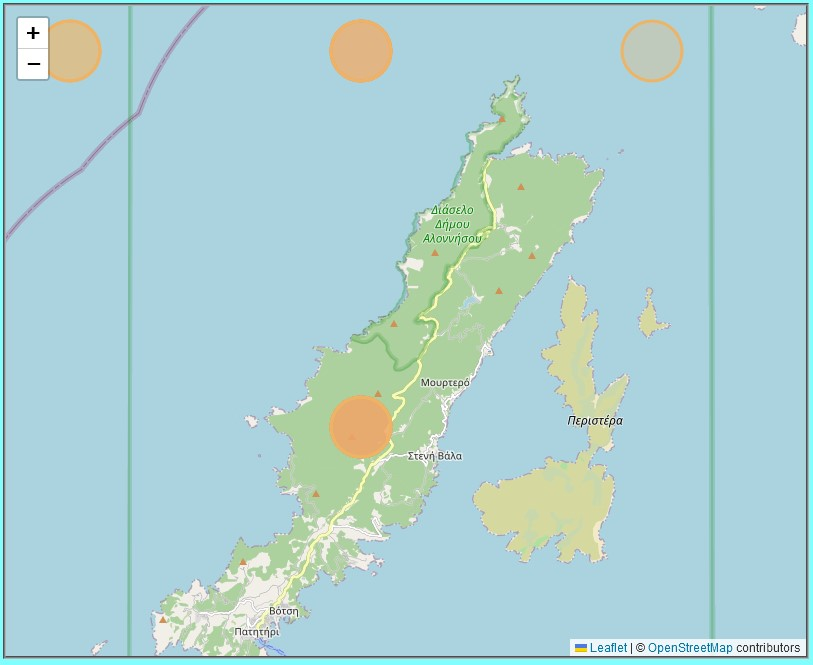 +
−
Διάσελο
Δήμου
Αλοννήσου
Μουρτερό
Περιστέρα
Στενή Βάλα
Βότση
Πατητήρι
Leaflet | © OpenStreetMap contributors